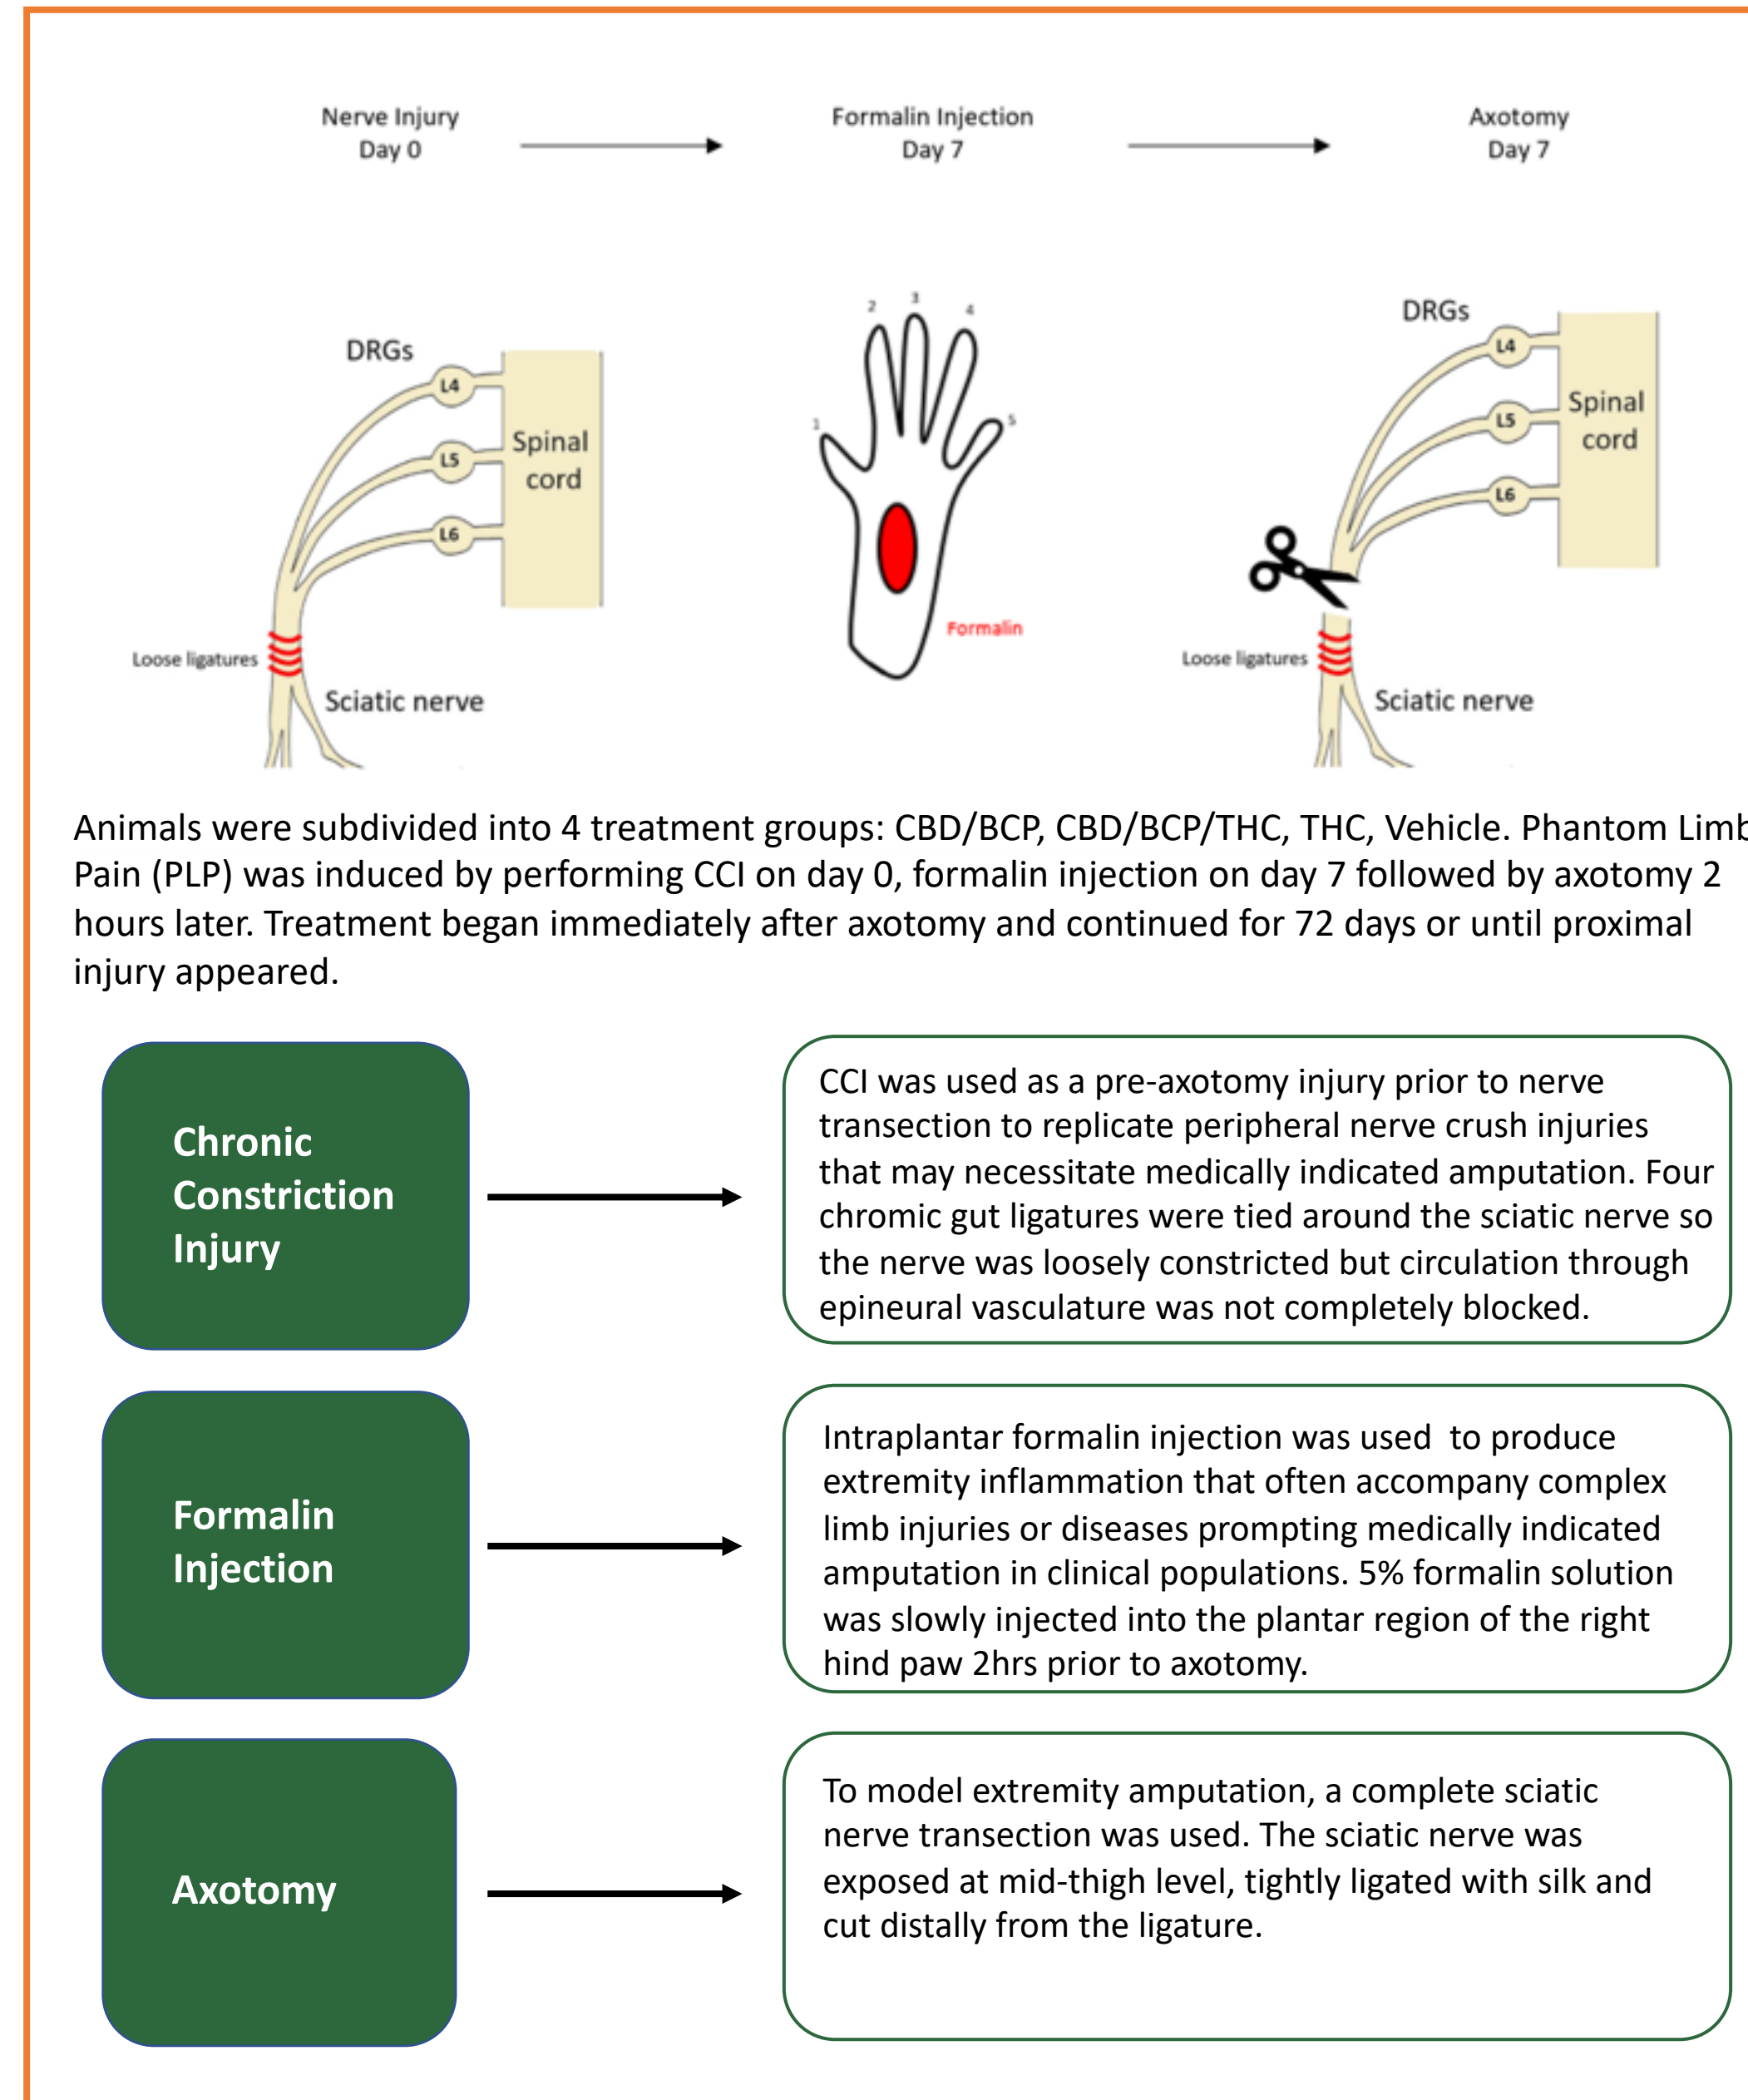 Nerve Injury
Day 0
Formalin Injection
Day 7
Axotomy
Day 7
DRGs
L4
L5
L6
Spinal
cord
Loose ligatures
Sciatic nerve
1
2
3
4
5
Formalin
DRGs
L4
L5
L6
Spinal
cord
Loose ligatures
Sciatic nerve
Animals were subdivided into 4 treatment groups: CBD/BCP, CBD/BCP/THC, THC, Vehicle. Phantom Limb
Pain (PLP) was induced by performing CCI on day 0, formalin injection on day 7 followed by axotomy 2
hours later. Treatment began immediately after axotomy and continued for 72 days or until proximal
injury appeared.
Chronic
Constriction
Injury
CCI was used as a pre-axotomy injury prior to nerve
transection to replicate peripheral nerve crush injuries
that may necessitate medically indicated amputation. Four
chromic gut ligatures were tied around the sciatic nerve so
the nerve was loosely constricted but circulation through
epineural vasculature was not completely blocked.
Formalin
Injection
Intraplantar formalin injection was used  to produce
extremity inflammation that often accompany complex
limb injuries or diseases prompting medically indicated
amputation in clinical populations. 5% formalin solution
was slowly injected into the plantar region of the right
hind paw 2hrs prior to axotomy.
Axotomy
To model extremity amputation, a complete sciatic
nerve transection was used. The sciatic nerve was
exposed at mid-thigh level, tightly ligated with silk and
cut distally from the ligature.